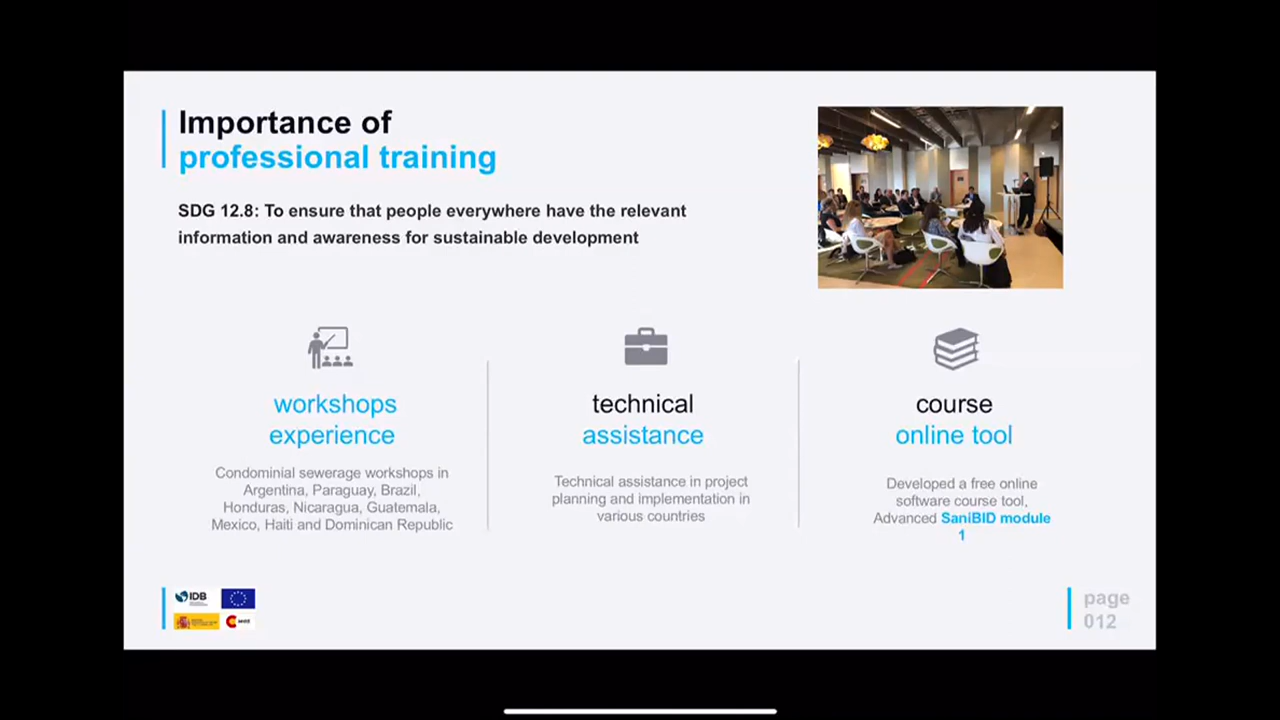 Importance of
professional training
SDG 12.8: To ensure that people everywhere have the relevant
information and awareness for sustainable development
workshops
experience
Condominial sewerage workshops in
Argentina, Paraguay, Brazil,
Honduras, Nicaragua, Guatemala,
Mexico, Haiti and Dominican Republic
technical
assistance
Technical assistance in project
planning and implementation in
various countries
course
online tool
Developed a free online
software course tool,
Advanced SaniBID module
1
IDB
page
012